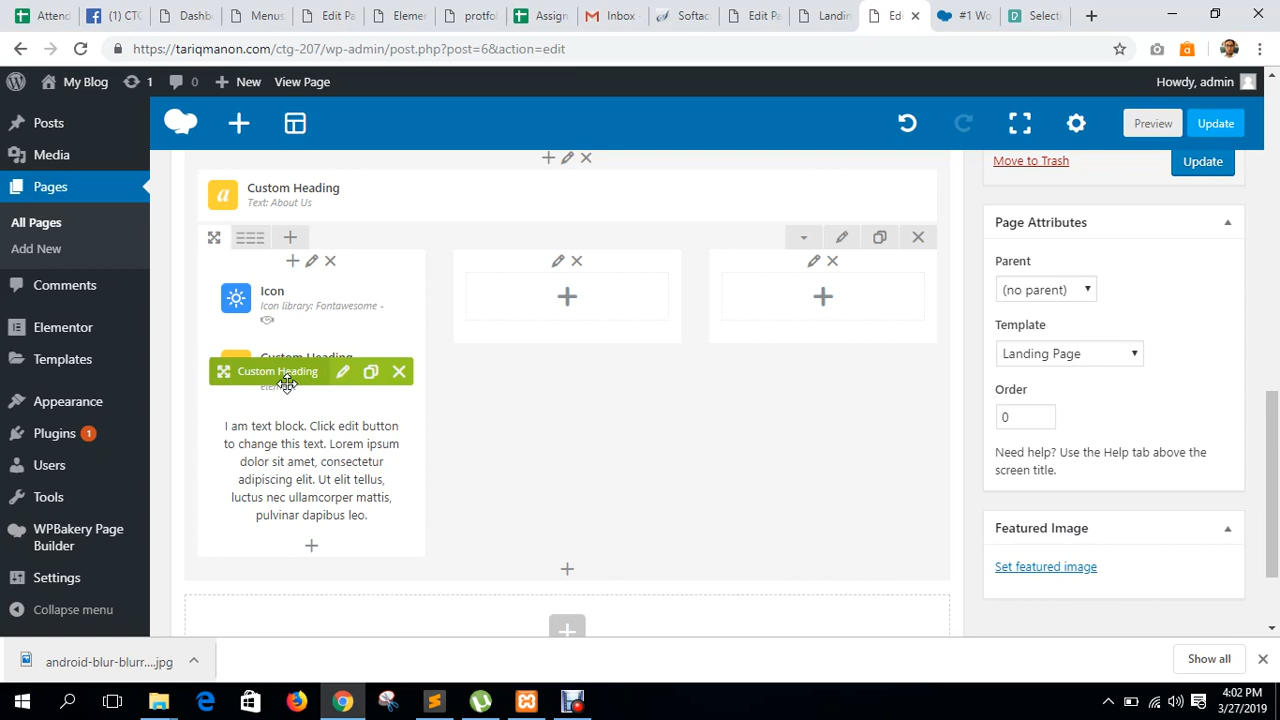 Attend
(1) CTG
Dashb
Menus
Edit Pa
Elemer
protfol
Assign
Inbox -
Softac
Edit Pa
Landin
Edi
#1 Wo
Selecti
https://tariqmanon.com/ctg-207/wp-admin/post.php?post=6&action=edit
My Blog 1 0 New View Page Howdy, admin
Posts
Media
Pages
All Pages
Add New
Comments
Elementor
Templates
Appearance
Plugins 1
Users
Tools
WPBakery Page
Builder
Settings
Collapse menu
Preview Update
Custom Heading
Text: About Us
Icon
Icon library: Fontawesome -
Custom Heading
Custom Heading
I am text block. Click edit button
to change this text. Lorem ipsum
dolor sit amet, consectetur
adipiscing elit. Ut elit tellus,
luctus nec ullamcorper mattis,
pulvinar dapibus leo.
Move to Trash Update
Page Attributes
Parent
(no parent)
Template
Landing Page
Order
0
Need help? Use the Help tab above the
screen title.
Featured Image
Set featured image
android-blur-blurr....jpg
Show all
4:02 PM
3/27/2019